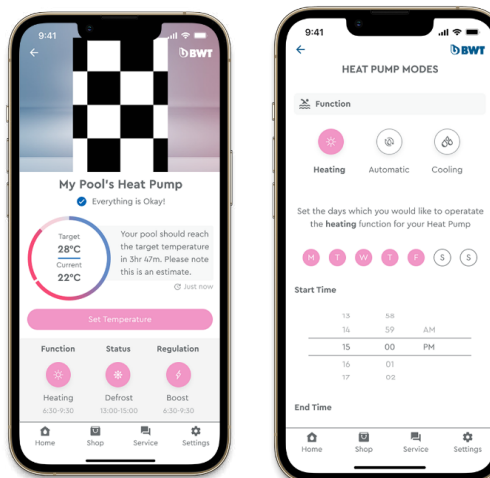 9:41
BWT
My Pool's Heat Pump
Everything is Okay!
Target
28°C
Current
22°C
Your pool should reach
the target temperature
in 3hr 47m. Please note
this is an estimate.
Just now
Set Temperature
Function Status Regulation
Heating Defrost Boost
6:30-9:30 13:00-15:00 6:30-9:30
Home Shop Service Settings
9:41
BWT
HEAT PUMP MODES
Function
Heating Automatic Cooling
Set the days which you would like to operatate
the heating function for your Heat Pump
M T W T F S S
Start Time
13 58
14 59 AM
15 00 PM
16 01
17 02
End Time
Home Shop Service Settings